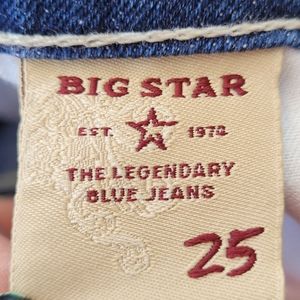 BIG STAR
EST. 1974
THE LEGENDARY
BLUE JEANS
25